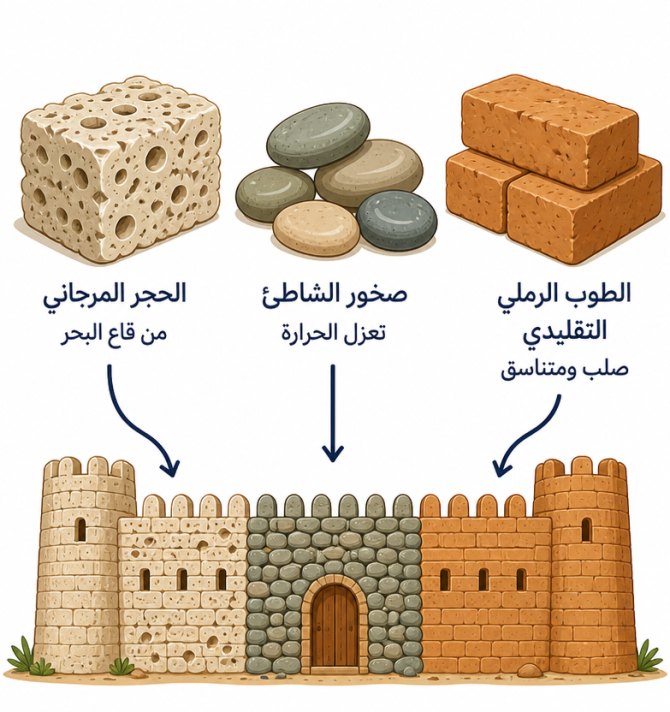 الطوب الرملي
التقليدي
صلب ومتناسق
صخور الشاطئ
تعزل الحرارة
الحجر المرجاني
من قاع البحر